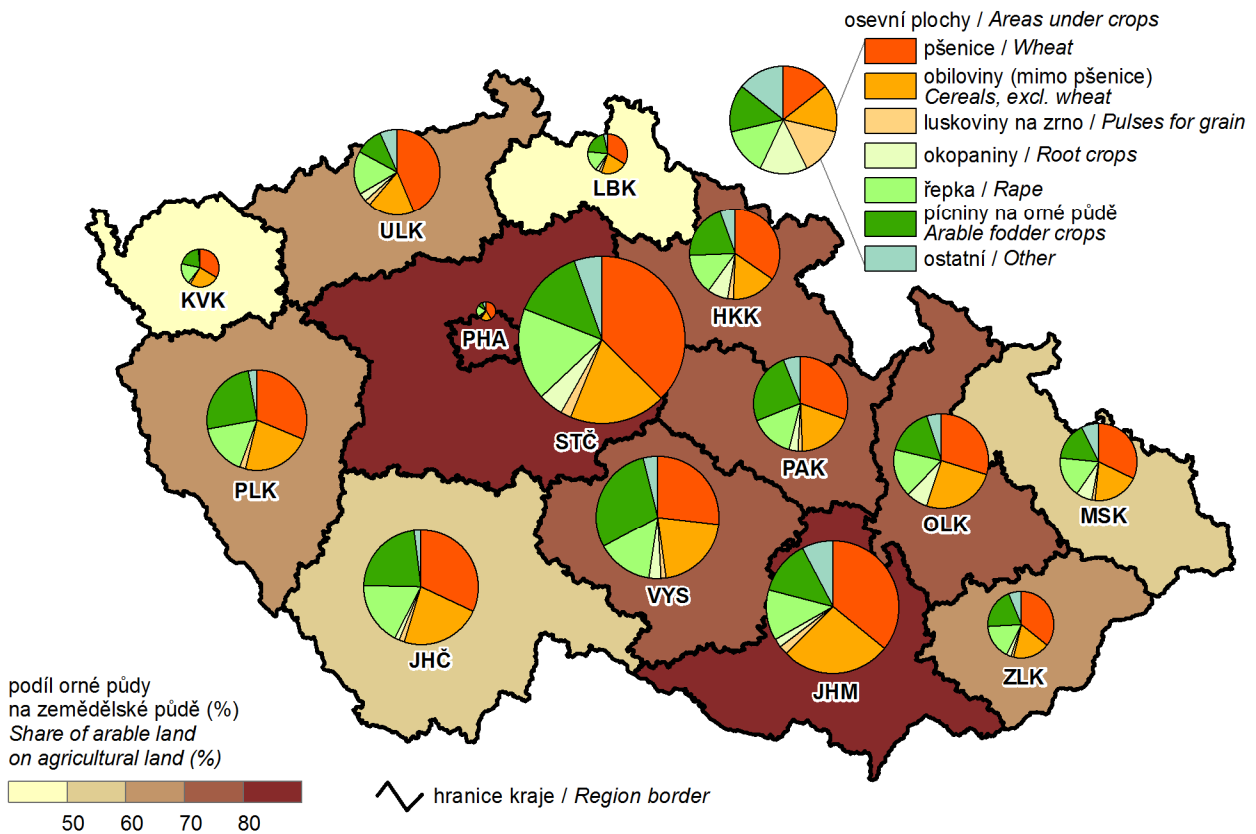 osevní plochy / Areas under crops
pšenice / Wheat
obiloviny (mimo pšenice)
Cereals, excl. wheat
luskoviny na zrno / Pulses for grain
okopaniny / Root crops
řepka / Rape
pícniny na orné půdě
Arable fodder crops
ostatní / Other
LBK
ULK
KVK
HKK
PHA
STČ
PAK
PLK
OLK
MSK
VYS
JHČ
ZLK
JHM
podíl orné půdy
na zemědělské půdě (%)
Share of arable land
on agricultural land (%)
50 60 70 80
hranice kraje / Region border